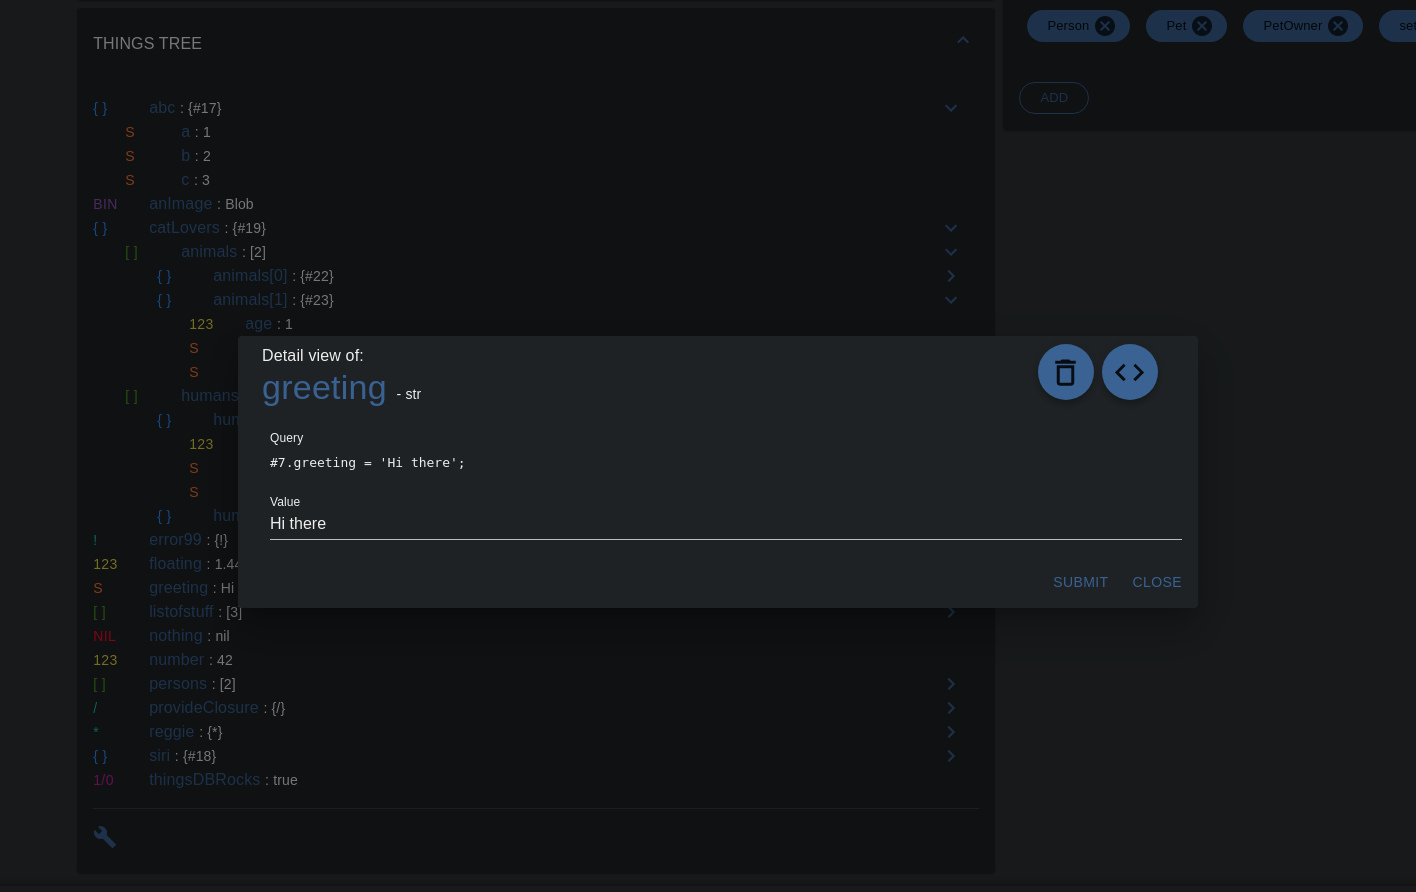 THINGS TREE
{ } abc : {#17}
S a : 1
S b : 2
S c : 3
BIN anImage : Blob
{ } catLovers : {#19}
[ ] animals : [2]
{ } animals[0] : {#22}
{ } animals[1] : {#23}
123 age : 1
S
S
[ ] humans
{ } hum
123
S
S
{ } hum
! error99 : {!}
123 floating : 1.44
S greeting : Hi
[ ] listofstuff : [3]
NIL nothing : nil
123 number : 42
[ ] persons : [2]
/ provideClosure : {/}
* reggie : {*}
{ } siri : {#18}
1/0 thingsDBRocks : true
Person Pet PetOwner set
ADD
Detail view of:
greeting - str
Query
#7.greeting = 'Hi there';
Value
Hi there
SUBMIT CLOSE